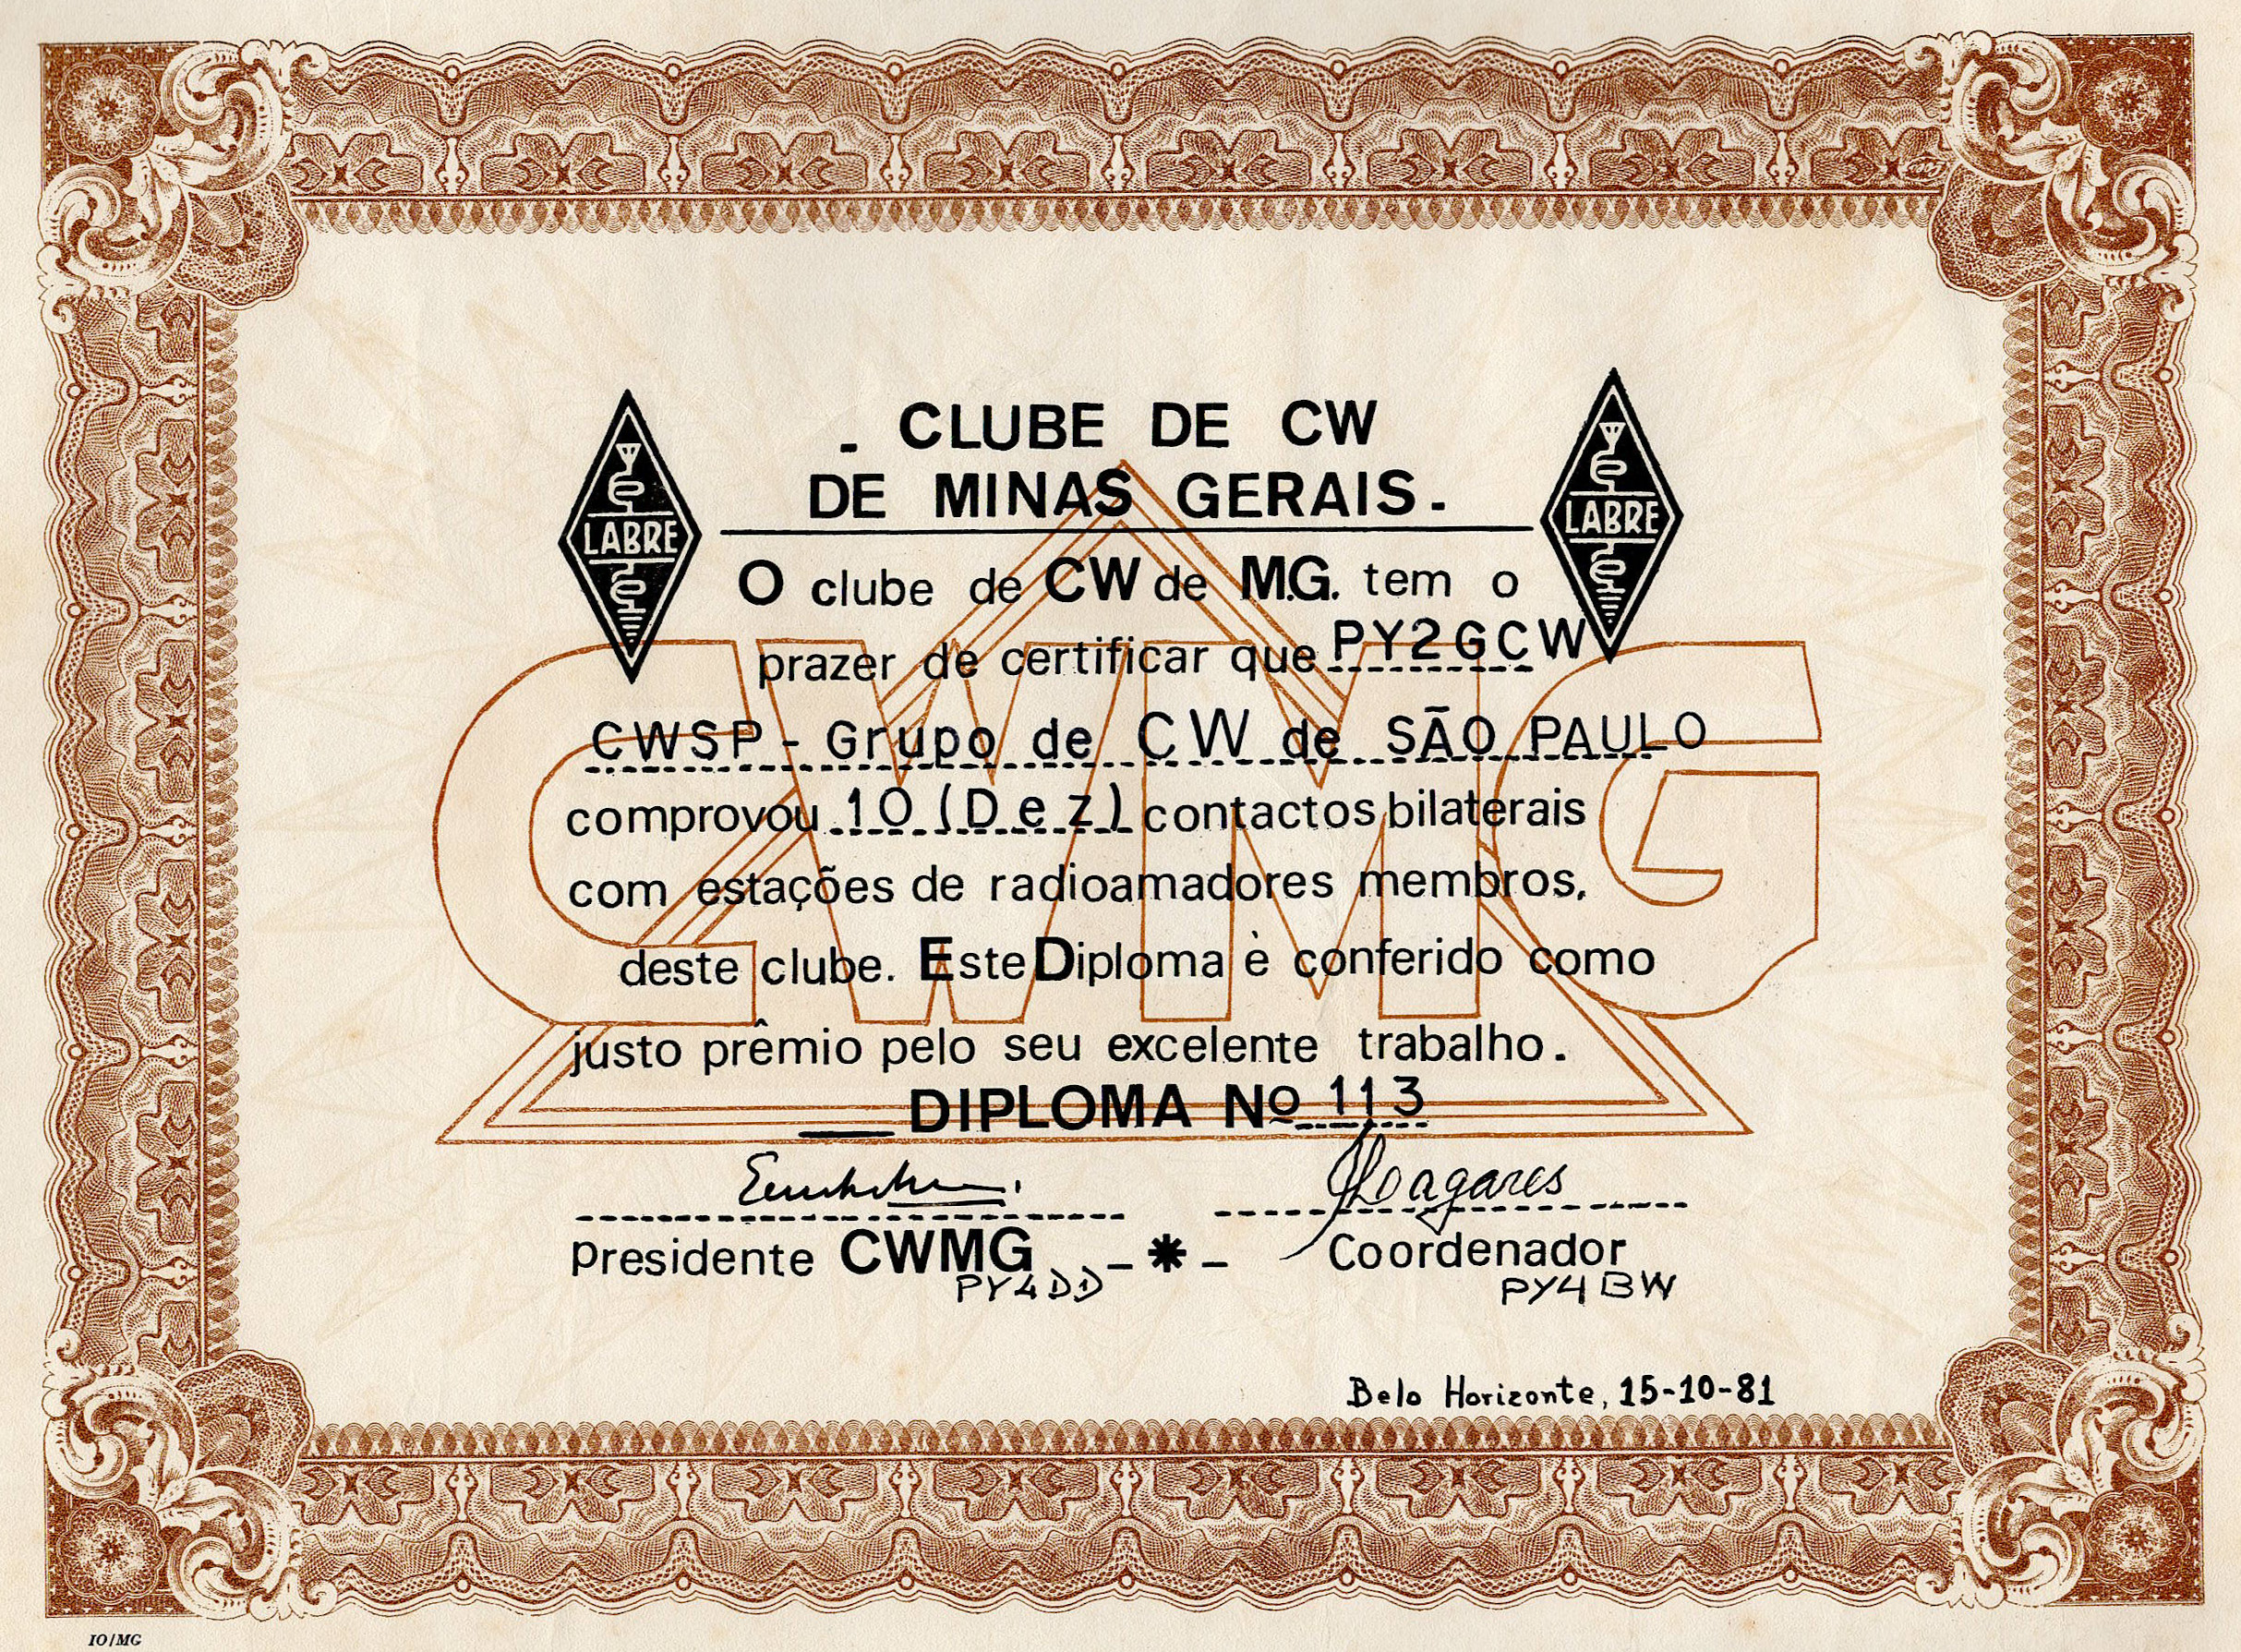 - CLUBE DE CW
DE MINAS GERAIS -
LABRE
LABRE
O clube de CW de M.G. tem o
prazer de certificar que PY2GCW
CWSP - Grupo de CW de SÃO PAULO
comprovou 10 (Dez) contactos bilaterais
com estações de radioamadores membros,
deste clube. Este Diploma è conferido como
justo prêmio pelo seu excelente trabalho.
DIPLOMA Nº 113
presidente CWMG - * - Coordenador
PY4DD PY4BW
Belo Horizonte, 15-10-81
IO/MG
CWMG